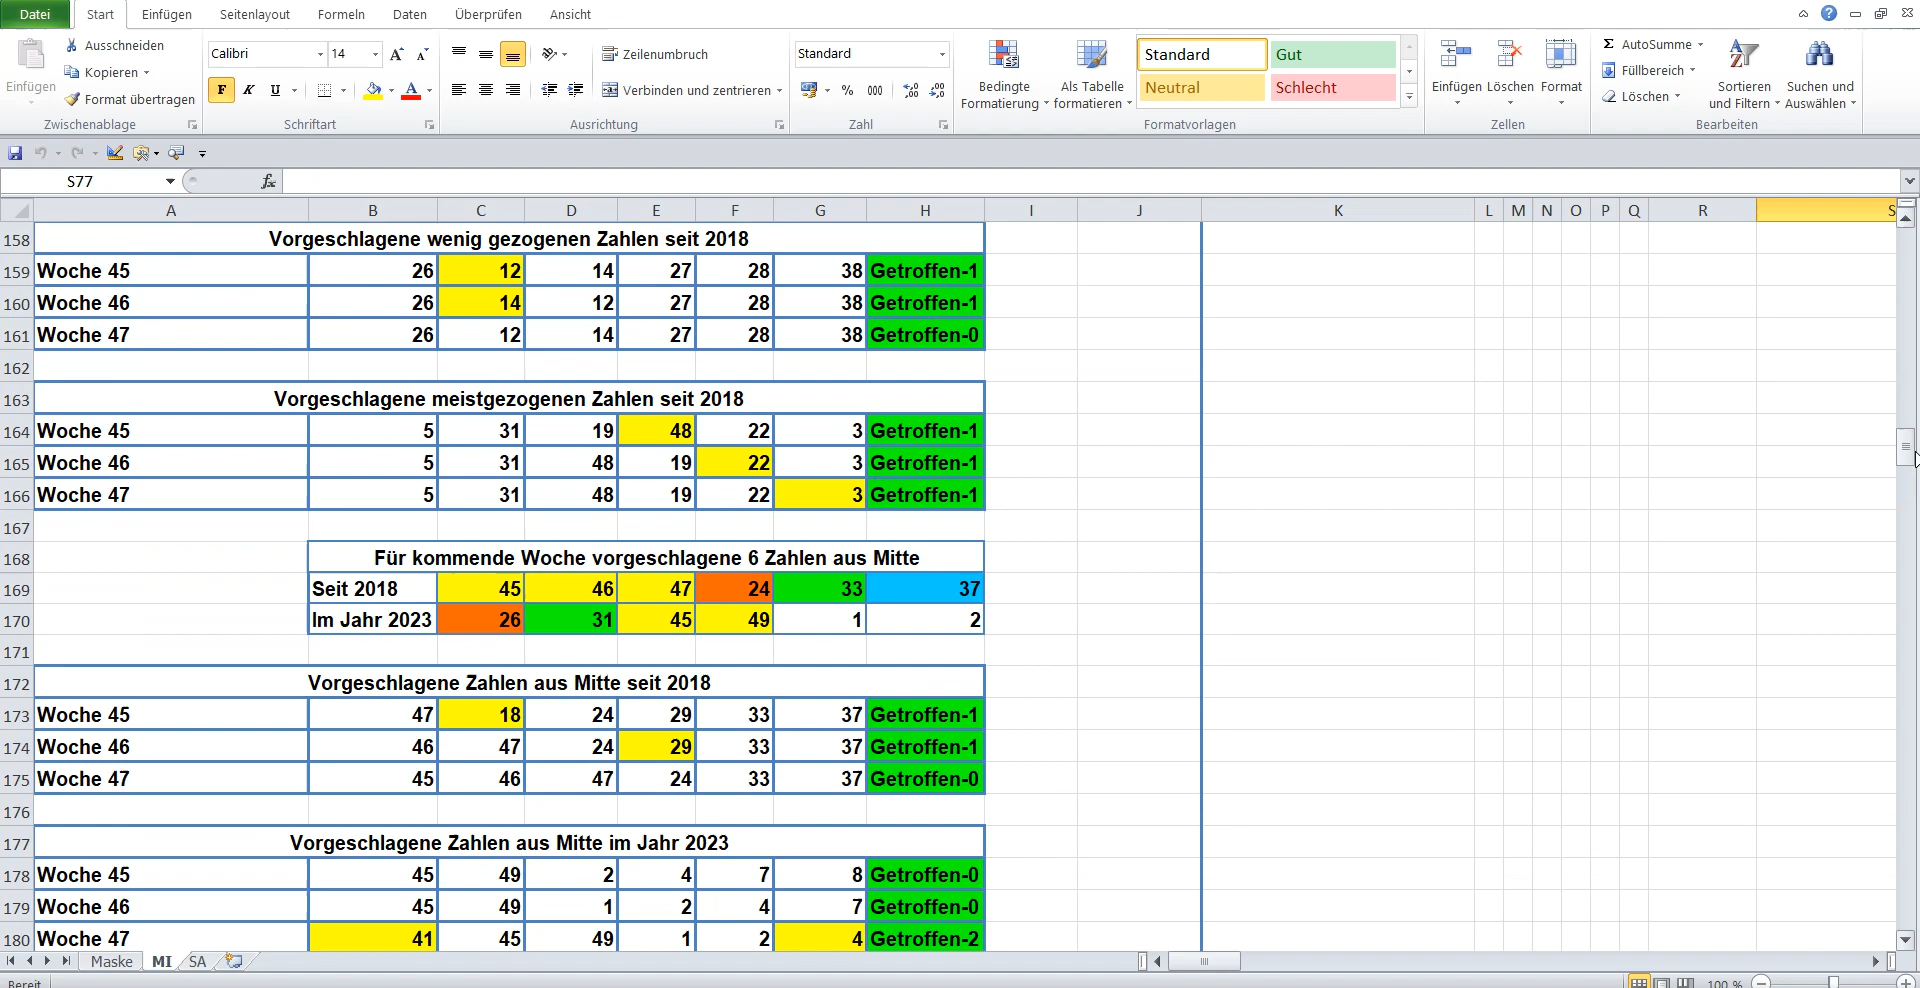 Datei Start Einfügen Seitenlayout Formeln Daten Überprüfen Ansicht
Einfügen
Ausschneiden
Kopieren
Format übertragen
Zwischenablage
Calibri 14
F K U A
Schriftart
Zeilenumbruch
Verbinden und zentrieren
Ausrichtung
Standard
% 000
Zahl
Bedingte Formatierung
Als Tabelle formatieren
Standard Gut
Neutral Schlecht
Formatvorlagen
Einfügen Löschen Format
Zellen
Σ AutoSumme
Füllbereich
Löschen
Sortieren und Filtern
Suchen und Auswählen
Bearbeiten
S77 fx
A B C D E F G H I J K L M N O P Q R S
158 Vorgeschlagene wenig gezogenen Zahlen seit 2018
159 Woche 45 26 12 14 27 28 38 Getroffen-1
160 Woche 46 26 14 12 27 28 38 Getroffen-1
161 Woche 47 26 12 14 27 28 38 Getroffen-0
162
163 Vorgeschlagene meistgezogenen Zahlen seit 2018
164 Woche 45 5 31 19 48 22 3 Getroffen-1
165 Woche 46 5 31 48 19 22 3 Getroffen-1
166 Woche 47 5 31 48 19 22 3 Getroffen-1
167
168 Für kommende Woche vorgeschlagene 6 Zahlen aus Mitte
169 Seit 2018 45 46 47 24 33 37
170 Im Jahr 2023 26 31 45 49 1 2
171
172 Vorgeschlagene Zahlen aus Mitte seit 2018
173 Woche 45 47 18 24 29 33 37 Getroffen-1
174 Woche 46 46 47 24 29 33 37 Getroffen-1
175 Woche 47 45 46 47 24 33 37 Getroffen-0
176
177 Vorgeschlagene Zahlen aus Mitte im Jahr 2023
178 Woche 45 45 49 2 4 7 8 Getroffen-0
179 Woche 46 45 49 1 2 4 7 Getroffen-0
180 Woche 47 41 45 49 1 2 4 Getroffen-2
Maske MI SA
Bereit 100 %